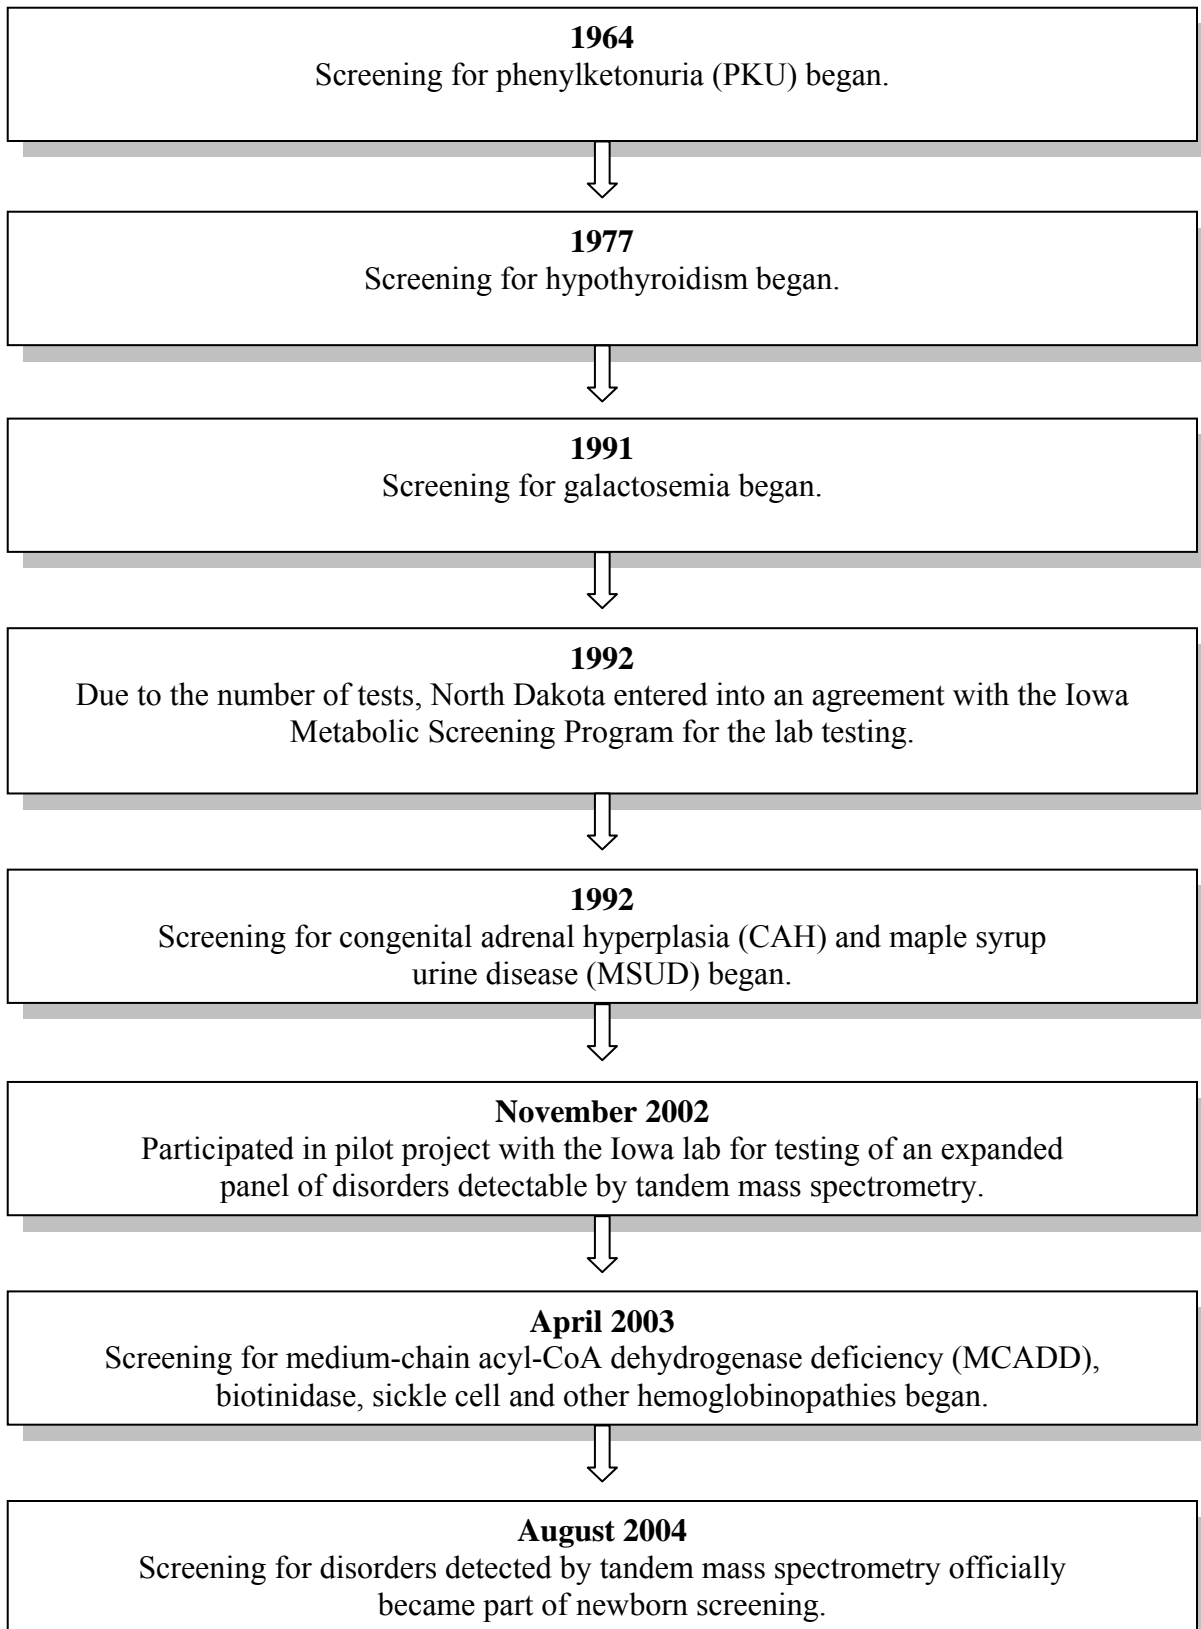 1964
Screening for phenylketonuria (PKU) began.
1977
Screening for hypothyroidism began.
1991
Screening for galactosemia began.
1992
Due to the number of tests, North Dakota entered into an agreement with the Iowa
Metabolic Screening Program for the lab testing.
1992
Screening for congenital adrenal hyperplasia (CAH) and maple syrup
urine disease (MSUD) began.
November 2002
Participated in pilot project with the Iowa lab for testing of an expanded
panel of disorders detectable by tandem mass spectrometry.
April 2003
Screening for medium-chain acyl-CoA dehydrogenase deficiency (MCADD),
biotinidase, sickle cell and other hemoglobinopathies began.
August 2004
Screening for disorders detected by tandem mass spectrometry officially
became part of newborn screening.